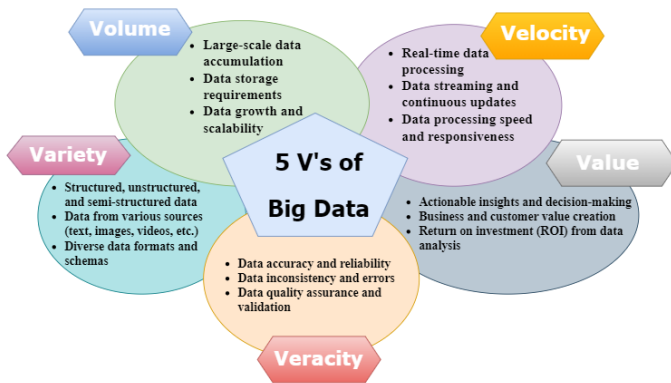 Volume
• Large-scale data
accumulation
• Data storage
requirements
• Data growth and
scalability
Velocity
• Real-time data
processing
• Data streaming and
continuous updates
• Data processing speed
and responsiveness
5 V's of
Big Data
Variety
• Structured, unstructured,
and semi-structured data
• Data from various sources
(text, images, videos, etc.)
• Diverse data formats and
schemas
Value
• Actionable insights and decision-making
• Business and customer value creation
• Return on investment (ROI) from data
analysis
• Data accuracy and reliability
• Data inconsistency and errors
• Data quality assurance and
validation
Veracity